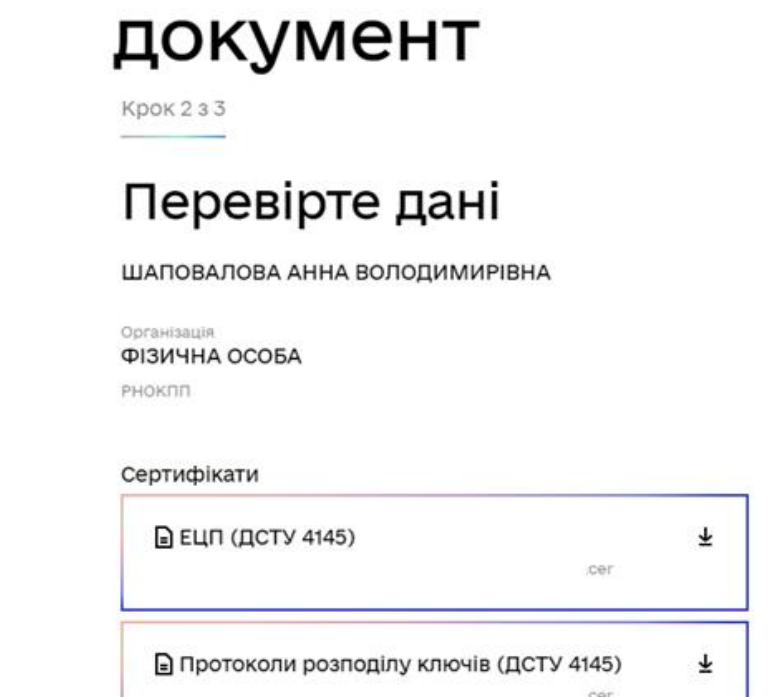 документ
Крок 2 з 3
Перевірте дані
ШАПОВАЛОВА АННА ВОЛОДИМИРІВНА
Організація
ФІЗИЧНА ОСОБА
РНОКПП
Сертифікати
ЕЦП (ДСТУ 4145)
.cer
Протоколи розподілу ключів (ДСТУ 4145)
.cer